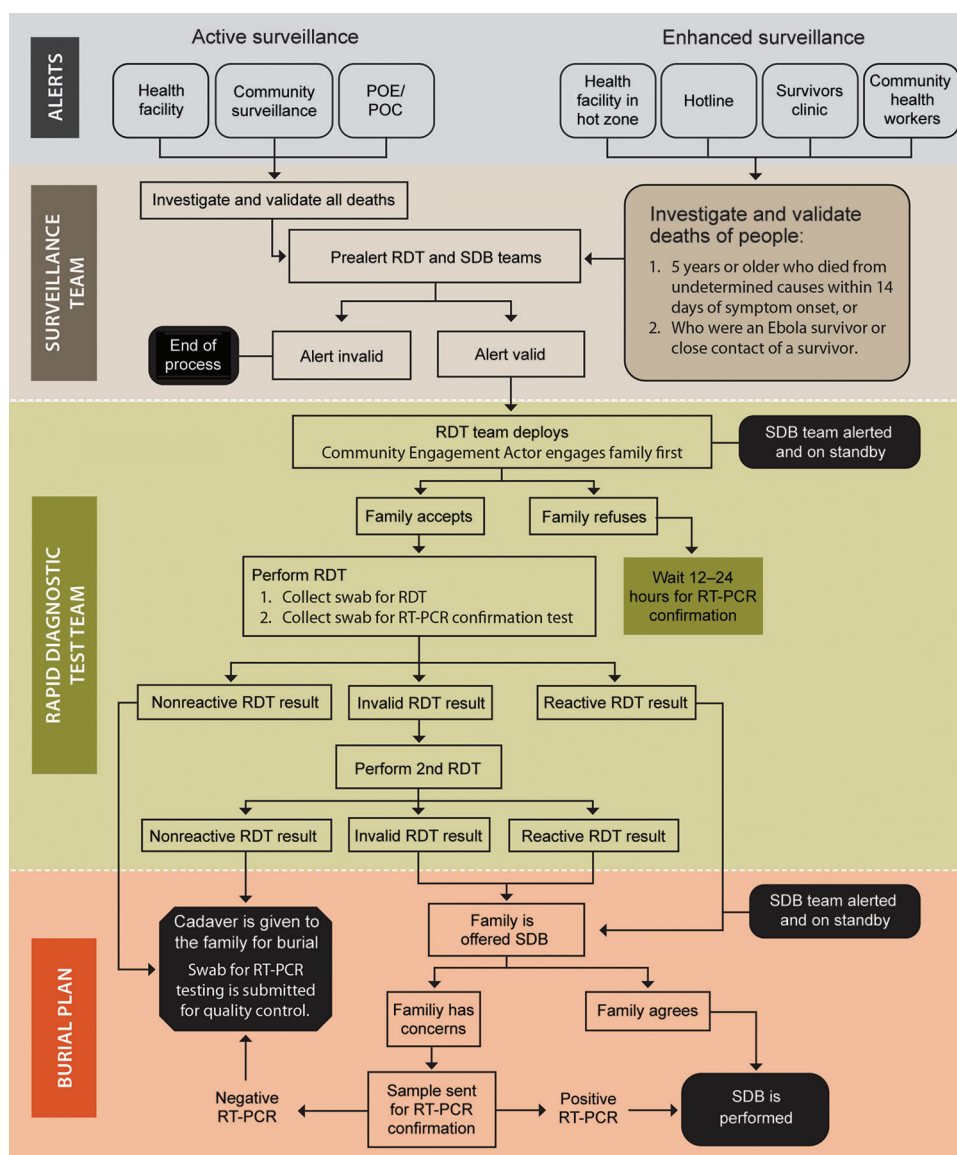 ALERTS
Active surveillance
Enhanced surveillance
Health
facility
Community
surveillance
POE/
POC
Health
facility in
hot zone
Hotline
Survivors
clinic
Community
health
workers
SURVEILLANCE
TEAM
Investigate and validate all deaths
Prealert RDT and SDB teams
Investigate and validate
deaths of people:
1. 5 years or older who died from
undetermined causes within 14
days of symptom onset, or
2. Who were an Ebola survivor or
close contact of a survivor.
End of
process
Alert invalid
Alert valid
RAPID DIAGNOSTIC
TEST TEAM
RDT team deploys
Community Engagement Actor engages family first
SDB team alerted
and on standby
Family accepts
Family refuses
Perform RDT
1. Collect swab for RDT
2. Collect swab for RT-PCR confirmation test
Wait 12–24
hours for RT-PCR
confirmation
Nonreactive RDT result
Invalid RDT result
Reactive RDT result
Perform 2nd RDT
Nonreactive RDT result
Invalid RDT result
Reactive RDT result
BURIAL PLAN
Cadaver is given to
the family for burial
Swab for RT-PCR
testing is submitted
for quality control.
Family is
offered SDB
SDB team alerted
and on standby
Familiy has
concerns
Family agrees
Negative
RT-PCR
Sample sent
for RT-PCR
confirmation
Positive
RT-PCR
SDB is
performed